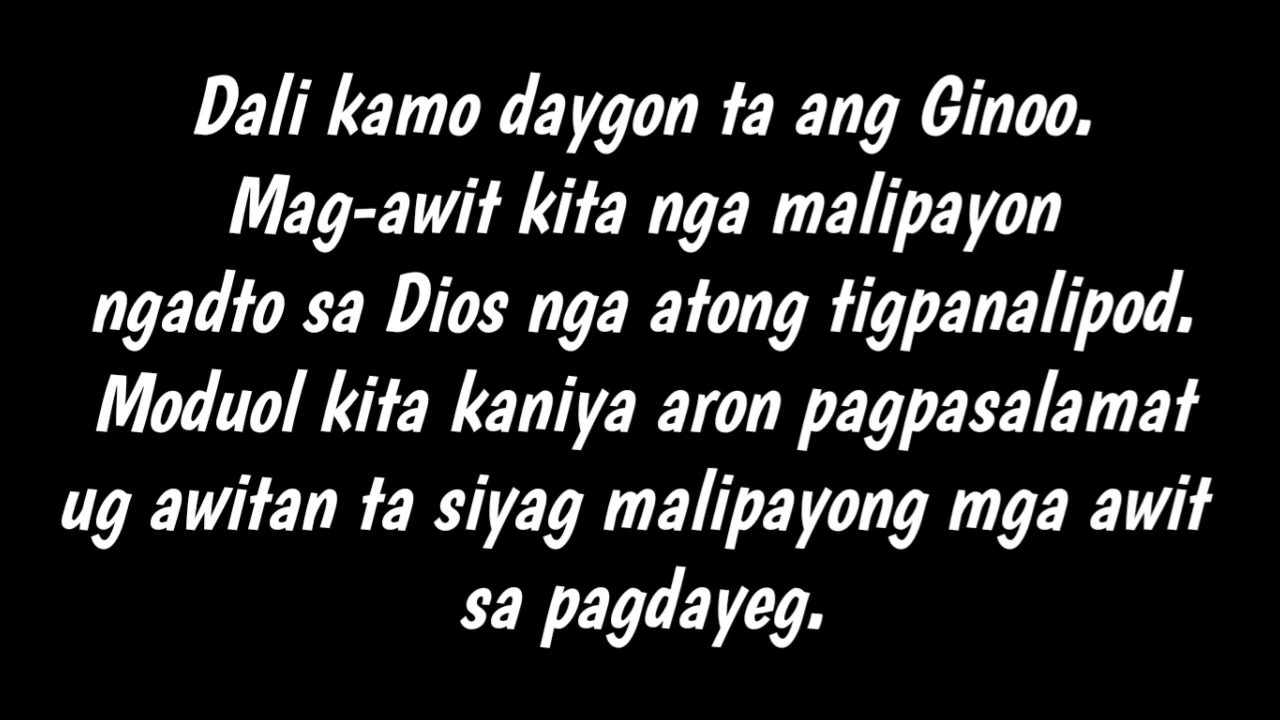 Dali kamo daygon ta ang Ginoo.
Mag-awit kita nga malipayon
ngadto sa Dios nga atong tigpanalipod.
Moduol kita kaniya aron pagpasalamat
ug awitan ta siyag malipayong mga awit
sa pagdayeg.